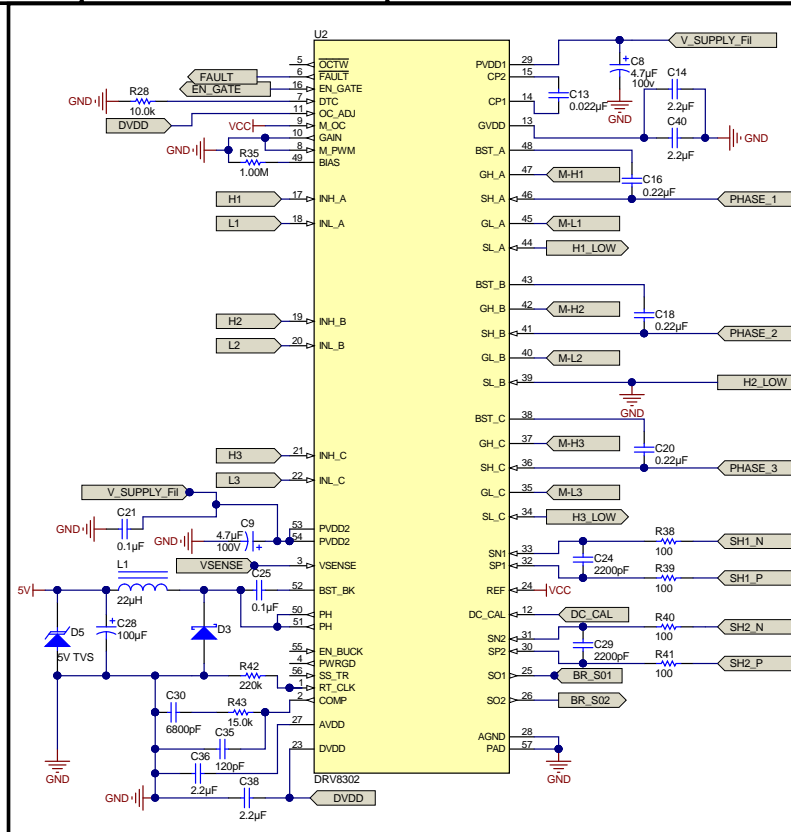 U2
V_SUPPLY_Fil
5 OCTW
FAULT 6 FAULT
EN_GATE 16 EN_GATE
R28
GND 10.0k 7 DTC
DVDD 11 OC_ADJ
VCC 9 M_OC
10 GAIN
GND 8 M_PWM
R35 49 BIAS
1.00M
H1 17 INH_A
L1 18 INL_A
H2 19 INH_B
L2 20 INL_B
H3 21 INH_C
L3 22 INL_C
V_SUPPLY_Fil
C21
GND 0.1µF
GND 4.7µF C9
100V +
53 PVDD2
54 PVDD2
VSENSE 3 VSENSE
L1
22µH
5V
C25
0.1µF
52 BST_BK
50 PH
51 PH
D5
5V TVS
+ C28
100µF
D3
55 EN_BUCK
4 PWRGD
56 SS_TR
R42
220k
1 RT_CLK
2 COMP
C30
6800pF
R43
15.0k
27 AVDD
C35
120pF
23 DVDD
C36
2.2µF
C38
2.2µF
GND
GND
DVDD
DRV8302
PVDD1 29
CP2 15
CP1 14
GVDD 13
+ C8
4.7µF
100v
GND
C13
0.022µF
C14
2.2µF
C40
2.2µF
GND
BST_A 48
GH_A 47 M-H1
C16
0.22µF
SH_A 46 PHASE_1
GL_A 45 M-L1
SL_A 44 H1_LOW
BST_B 43
GH_B 42 M-H2
C18
0.22µF
SH_B 41 PHASE_2
GL_B 40 M-L2
SL_B 39 H2_LOW
GND
BST_C 38
GH_C 37 M-H3
C20
0.22µF
SH_C 36 PHASE_3
GL_C 35 M-L3
SL_C 34 H3_LOW
SN1 33
R38
100
SH1_N
C24
2200pF
SP1 32
R39
100
SH1_P
REF 24 VCC
DC_CAL 12 DC_CAL
SN2 31
R40
100
SH2_N
C29
2200pF
SP2 30
R41
100
SH2_P
SO1 25 BR_S01
SO2 26 BR_S02
AGND 28
PAD 57
GND